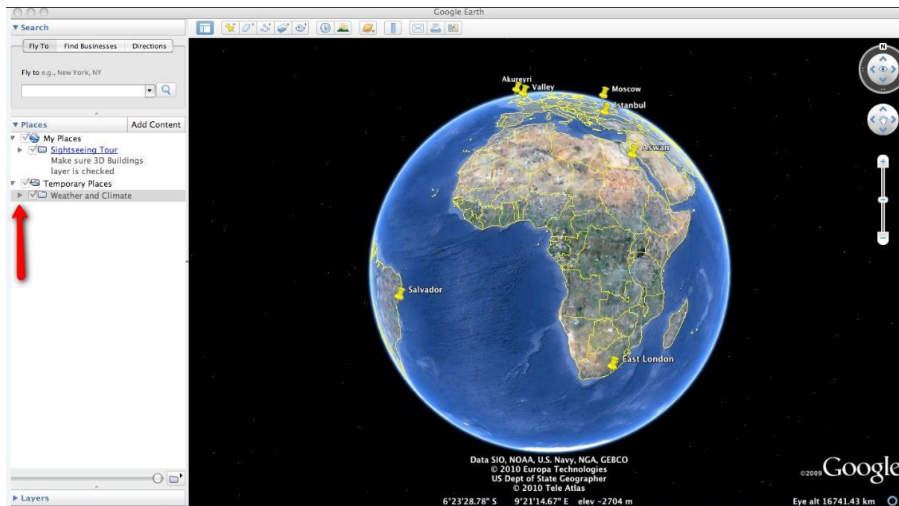 Google Earth
Search
Fly To
Find Businesses
Directions
Fly to e.g., New York, NY
Places
Add Content
My Places
Sightseeing Tour
Make sure 3D Buildings
layer is checked
Temporary Places
Weather and Climate
Layers
N
Akureyri
Valley
Moscow
Istanbul
Aswan
Salvador
East London
Data SIO, NOAA, U.S. Navy, NGA, GEBCO
© 2010 Europa Technologies
US Dept of State Geographer
© 2010 Tele Atlas
©2009 Google
6°23'28.78" S 9°21'14.67" E elev -2704 m
Eye alt 16741.43 km